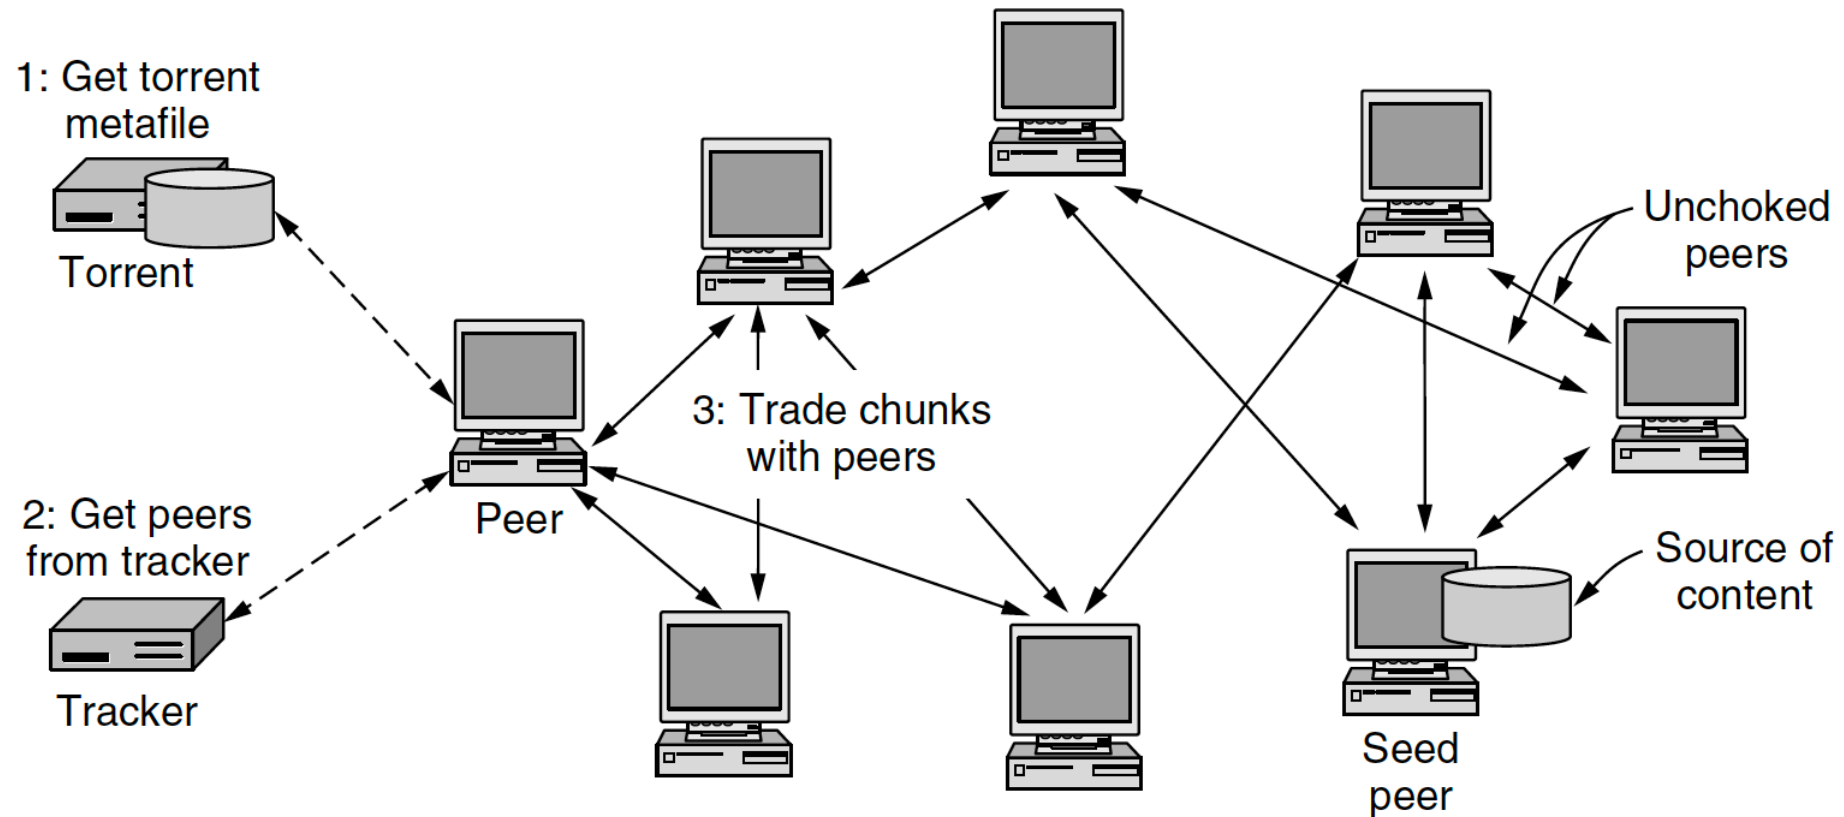 1: Get torrent
metafile
Torrent
2: Get peers
from tracker
Tracker
Peer
3: Trade chunks
with peers
Unchoked
peers
Source of
content
Seed
peer